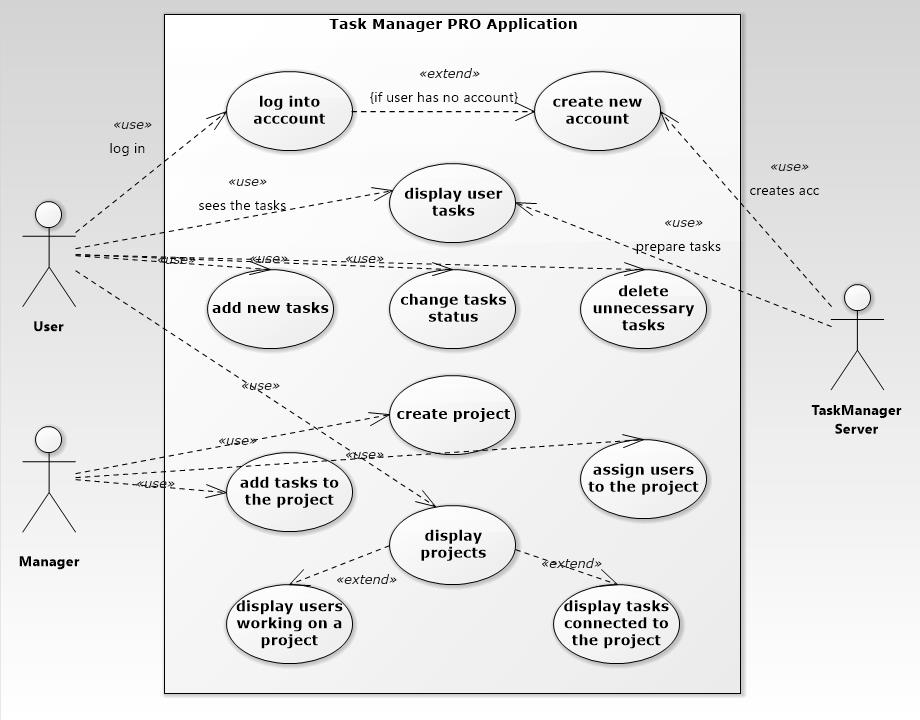 Task Manager PRO Application
«extend»
{if user has no account}
log into
acccount
create new
account
«use»
log in
«use»
creates acc
«use»
sees the tasks
display user
tasks
«use»
prepare tasks
«use»
«use»
«use»
add new tasks
change tasks
status
delete
unnecessary
tasks
User
TaskManager
Server
«use»
create project
«use»
«use»
«use»
add tasks to
the project
assign users
to the project
Manager
display
projects
«extend»
«extend»
display users
working on a
project
display tasks
connected to
the project